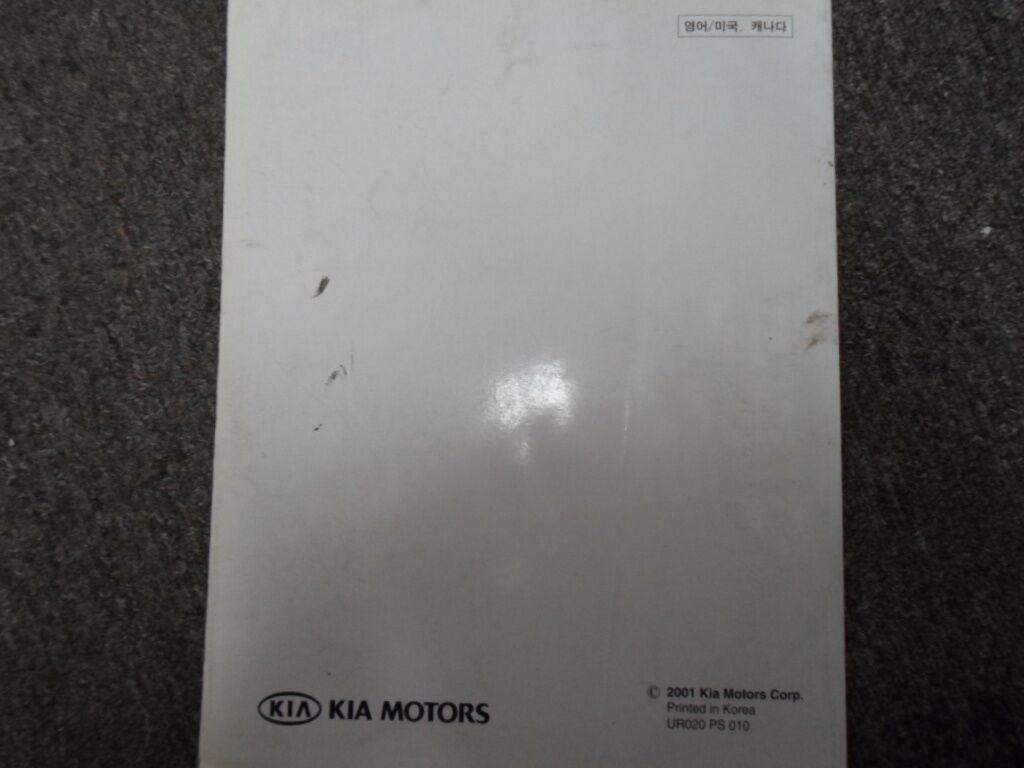 영어/미국, 캐나다
KIA KIA MOTORS
© 2001 Kia Motors Corp.
Printed in Korea
UR020 PS 010